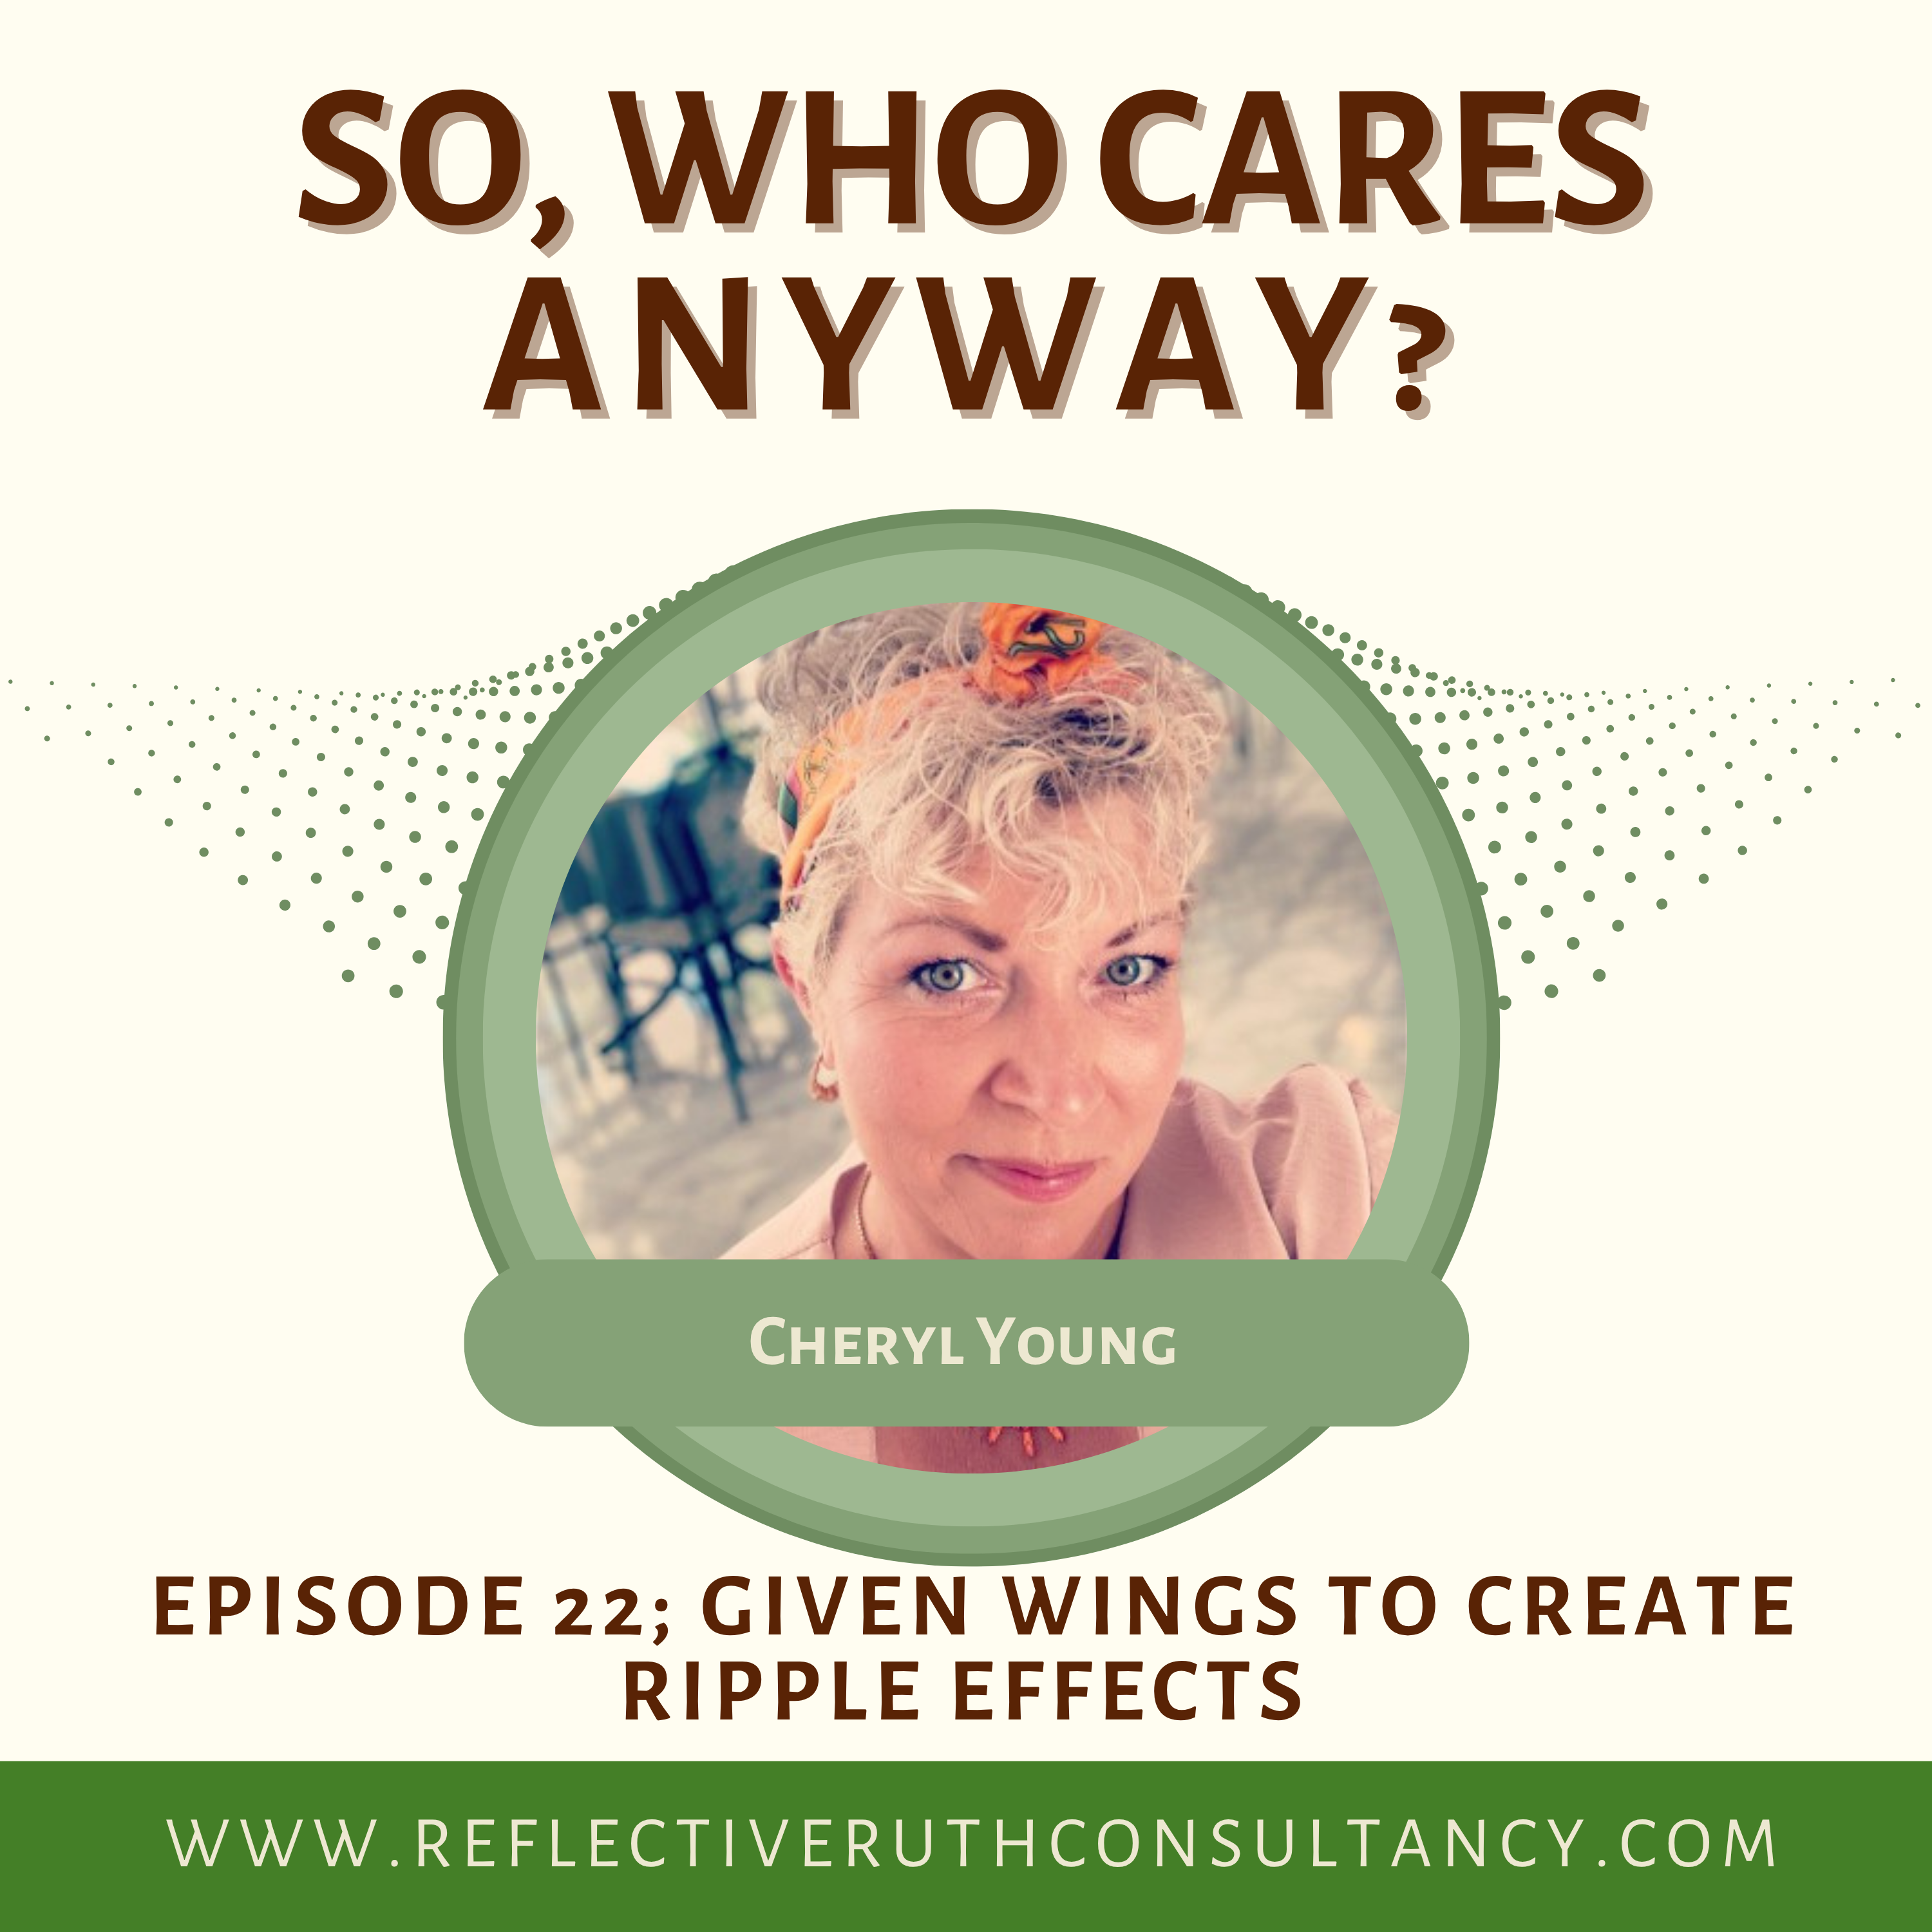 SO, WHO CARES
ANYWAY?
CHERYL YOUNG
EPISODE 22; GIVEN WINGS TO CREATE
RIPPLE EFFECTS
WWW.REFLECTIVERUTHCONSULTANCY.COM